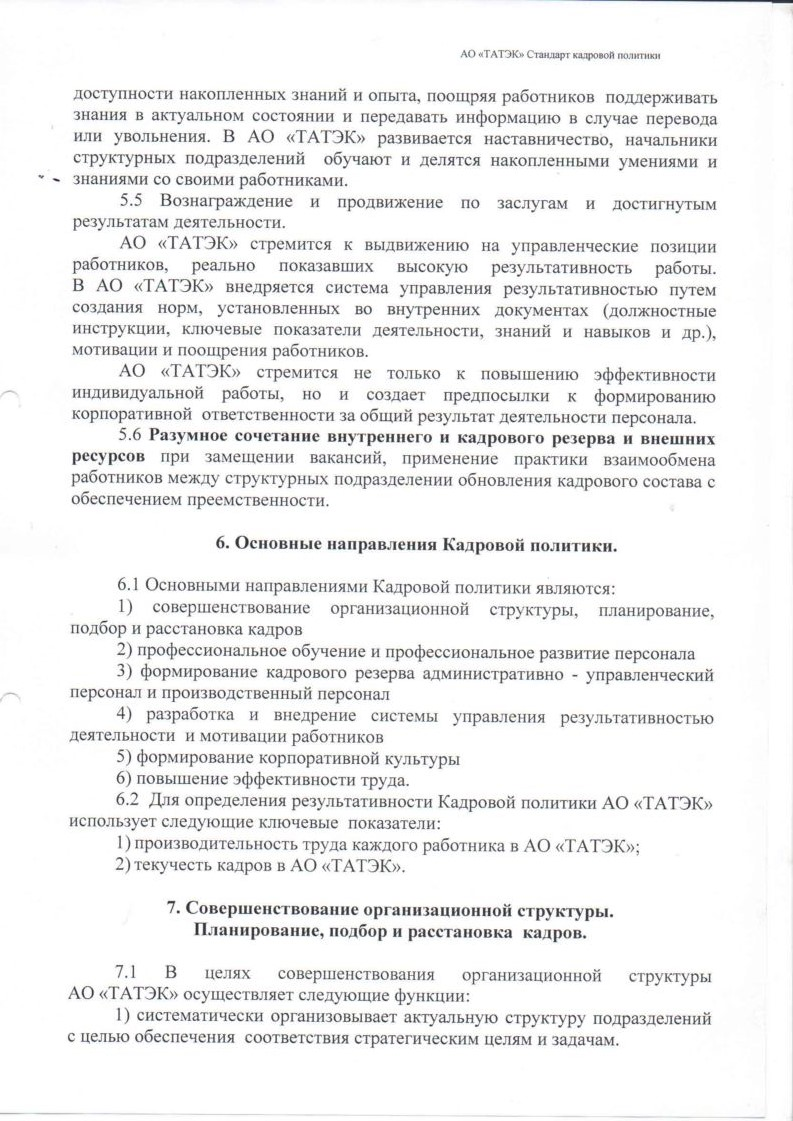 АО «ТАТЭК» Стандарт кадровой политики
доступности накопленных знаний и опыта, поощряя работников поддерживать
знания в актуальном состоянии и передавать информацию в случае перевода
или увольнения. В АО «ТАТЭК» развивается наставничество, начальники
структурных подразделений обучают и делятся накопленными умениями и
знаниями со своими работниками.
5.5 Вознаграждение и продвижение по заслугам и достигнутым
результатам деятельности.
АО «ТАТЭК» стремится к выдвижению на управленческие позиции
работников, реально показавших высокую результативность работы.
В АО «ТАТЭК» внедряется система управления результативностью путем
создания норм, установленных во внутренних документах (должностные
инструкции, ключевые показатели деятельности, знаний и навыков и др.),
мотивации и поощрения работников.
АО «ТАТЭК» стремится не только к повышению эффективности
индивидуальной работы, но и создает предпосылки к формированию
корпоративной ответственности за общий результат деятельности персонала.
5.6 Разумное сочетание внутреннего и кадрового резерва и внешних
ресурсов при замещении вакансий, применение практики взаимообмена
работников между структурных подразделении обновления кадрового состава с
обеспечением преемственности.
6. Основные направления Кадровой политики.
6.1 Основными направлениями Кадровой политики являются:
1) совершенствование организационной структуры, планирование,
подбор и расстановка кадров
2) профессиональное обучение и профессиональное развитие персонала
3) формирование кадрового резерва административно - управленческий
персонал и производственный персонал
4) разработка и внедрение системы управления результативностью
деятельности и мотивации работников
5) формирование корпоративной культуры
6) повышение эффективности труда.
6.2 Для определения результативности Кадровой политики АО «ТАТЭК»
использует следующие ключевые показатели:
1) производительность труда каждого работника в АО «ТАТЭК»;
2) текучесть кадров в АО «ТАТЭК».
7. Совершенствование организационной структуры.
Планирование, подбор и расстановка кадров.
7.1 В целях совершенствования организационной структуры
АО «ТАТЭК» осуществляет следующие функции:
1) систематически организовывает актуальную структуру подразделений
с целью обеспечения соответствия стратегическим целям и задачам.